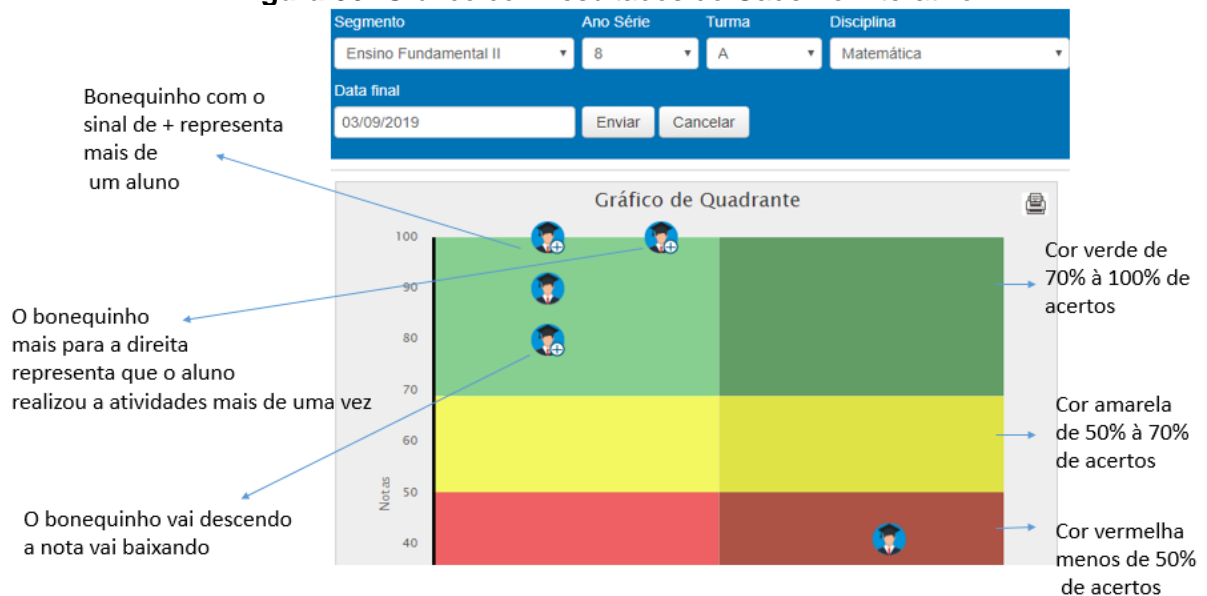 Segmento Ano Série Turma Disciplina
Ensino Fundamental II 8 A Matemática
Data final
03/09/2019 Enviar Cancelar
Bonequinho com o
sinal de + representa
mais de
um aluno
Gráfico de Quadrante
100
90
80
70
60
50
40
Notas
O bonequinho
mais para a direita
representa que o aluno
realizou a atividades mais de uma vez
O bonequinho vai descendo
a nota vai baixando
Cor verde de
70% à 100% de
acertos
Cor amarela
de 50% à 70%
de acertos
Cor vermelha
menos de 50%
de acertos